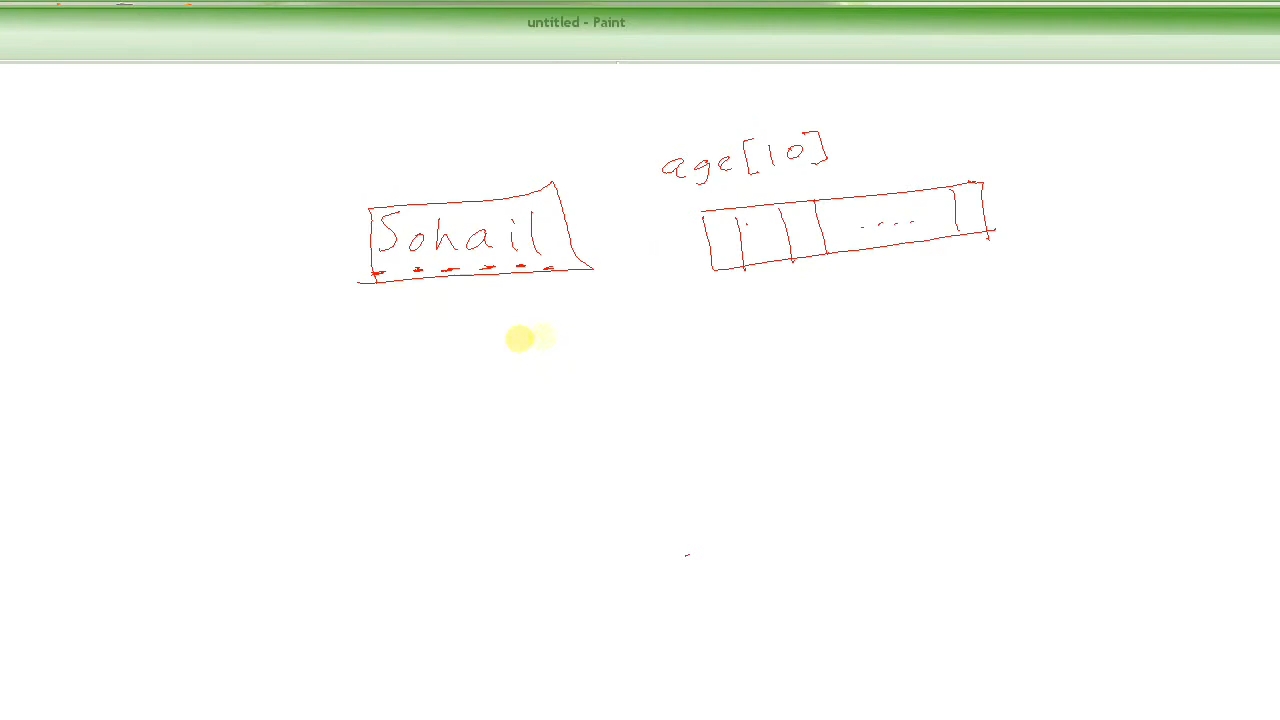 untitled - Paint
age[10]
Sohail
....